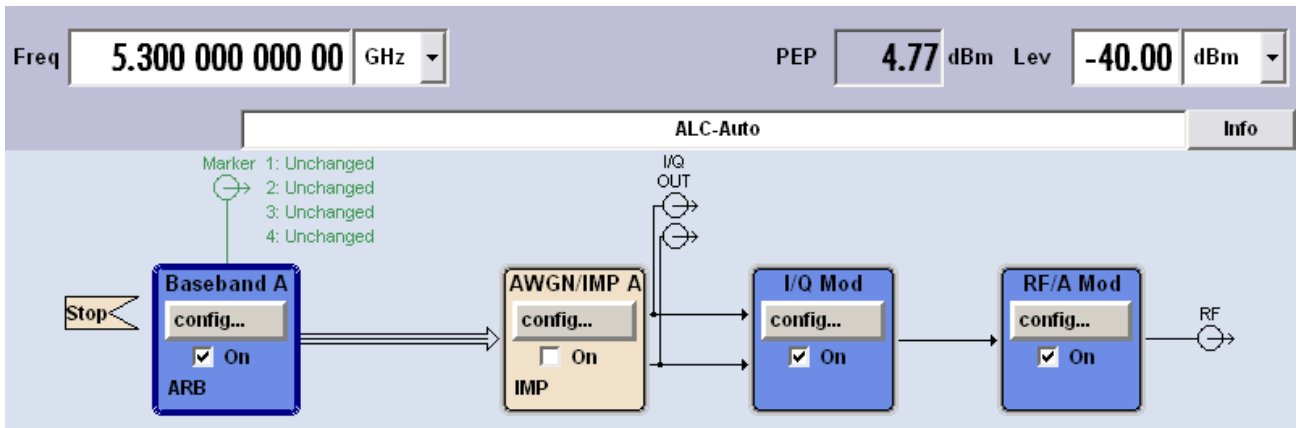 Freq 5.300 000 000 00 GHz PEP 4.77 dBm Lev -40.00 dBm
ALC-Auto Info
Marker 1: Unchanged
2: Unchanged
3: Unchanged
4: Unchanged
I/Q
OUT
Baseband A AWGN/IMP A I/Q Mod RF/A Mod
Stop config... config... config... config... RF
On On On On
ARB IMP